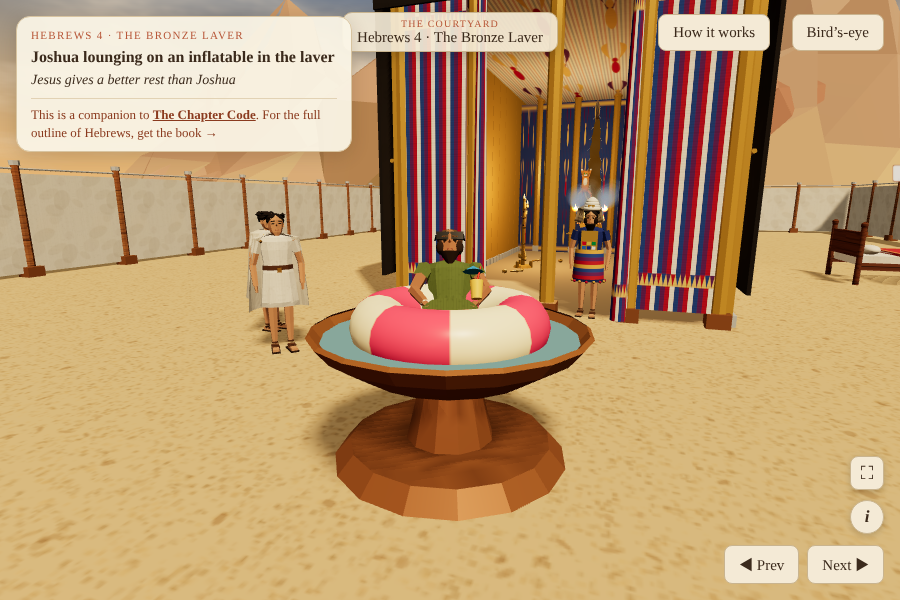 HEBREWS 4 · THE BRONZE LAVER
Joshua lounging on an inflatable in the laver
Jesus gives a better rest than Joshua
This is a companion to The Chapter Code. For the full
outline of Hebrews, get the book →
THE COURTYARD
Hebrews 4 · The Bronze Laver
How it works
Bird's-eye
i
◀ Prev
Next ▶